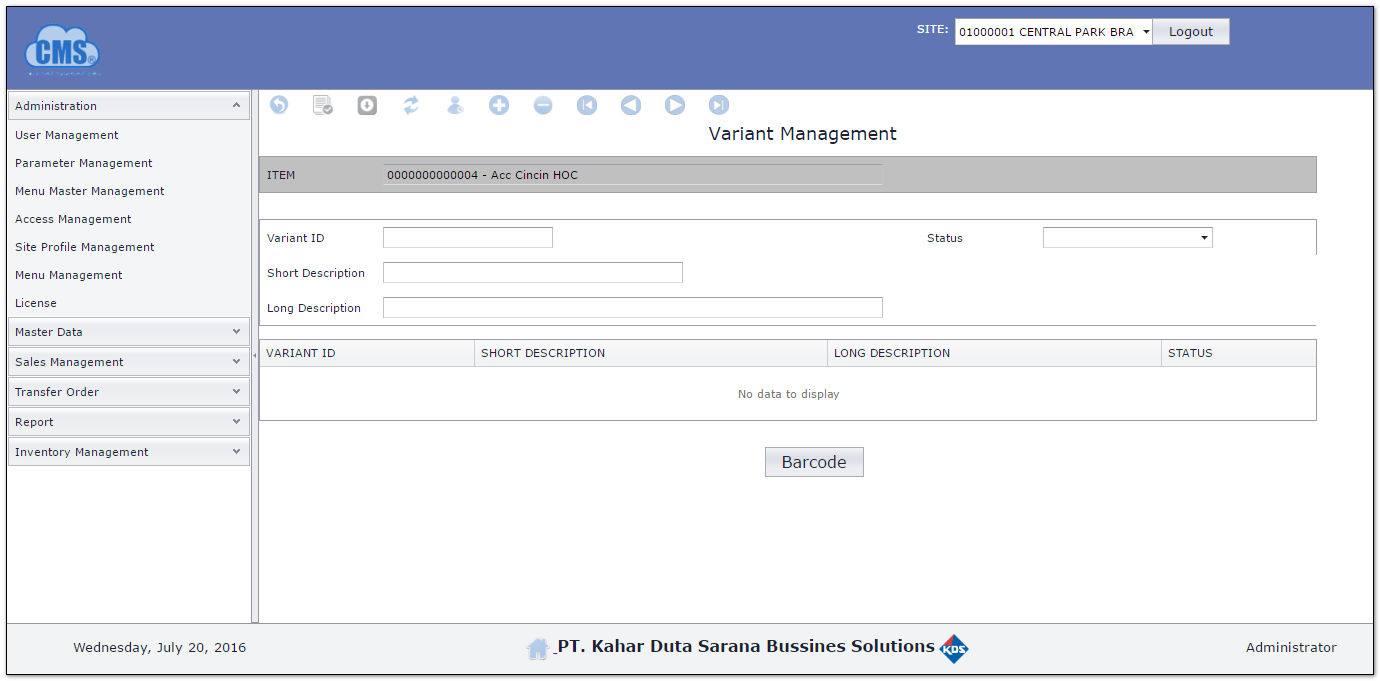 SITE: 01000001 CENTRAL PARK BRA Logout
CMS®
Administration
User Management
Parameter Management
Menu Master Management
Access Management
Site Profile Management
Menu Management
License
Master Data
Sales Management
Transfer Order
Report
Inventory Management
Variant Management
ITEM 0000000000004 - Acc Cincin HOC
Variant ID Status
Short Description
Long Description
VARIANT ID SHORT DESCRIPTION LONG DESCRIPTION STATUS
No data to display
Barcode
Wednesday, July 20, 2016 PT. Kahar Duta Sarana Bussines Solutions KDS Administrator